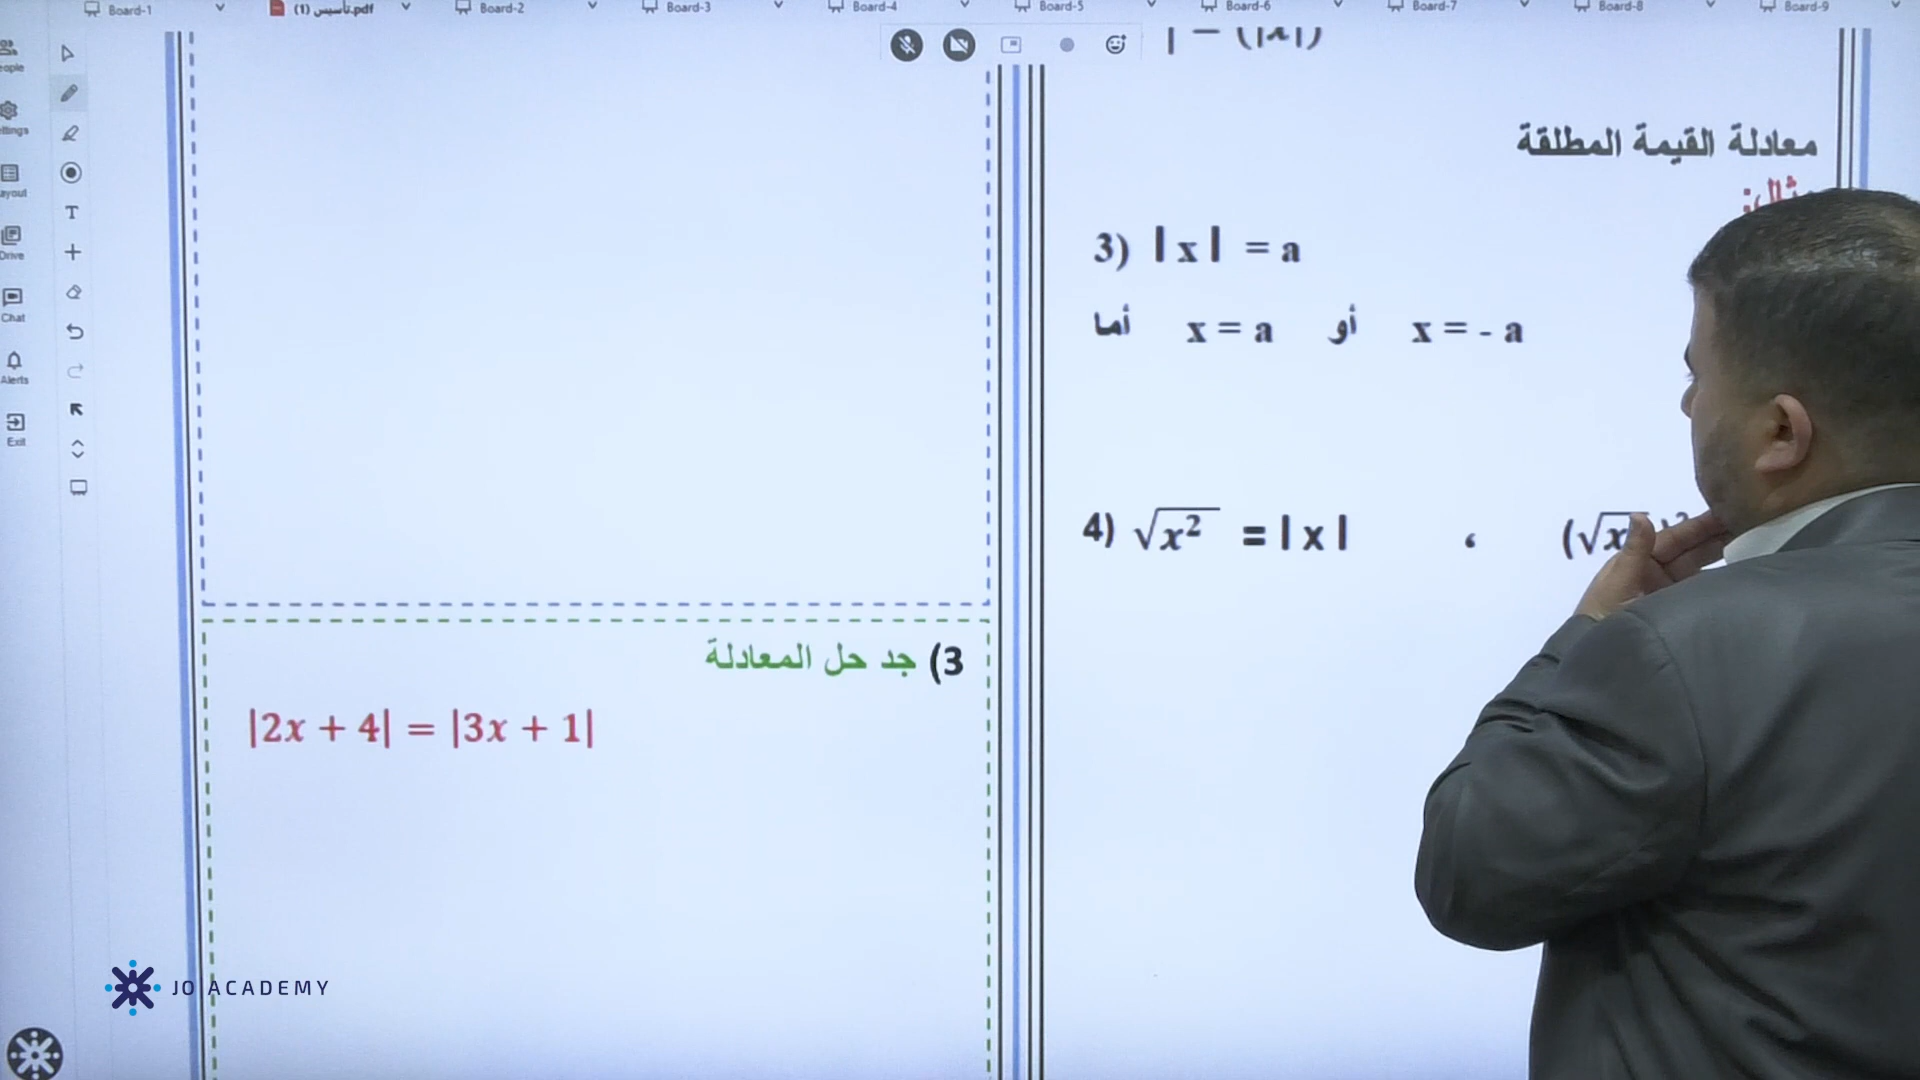 Board-1
تأسيس (1).pdf
Board-2
Board-3
Board-4
Board-5
Board-6
Board-7
Board-8
Board-9
Drive
Chat
Alerts
Exit
T
معادلة القيمة المطلقة
3) | x | = a
أما x = a أو x = - a
4) √x² = | x | ، (√x
3) جد حل المعادلة
|2x + 4| = |3x + 1|
JO ACADEMY